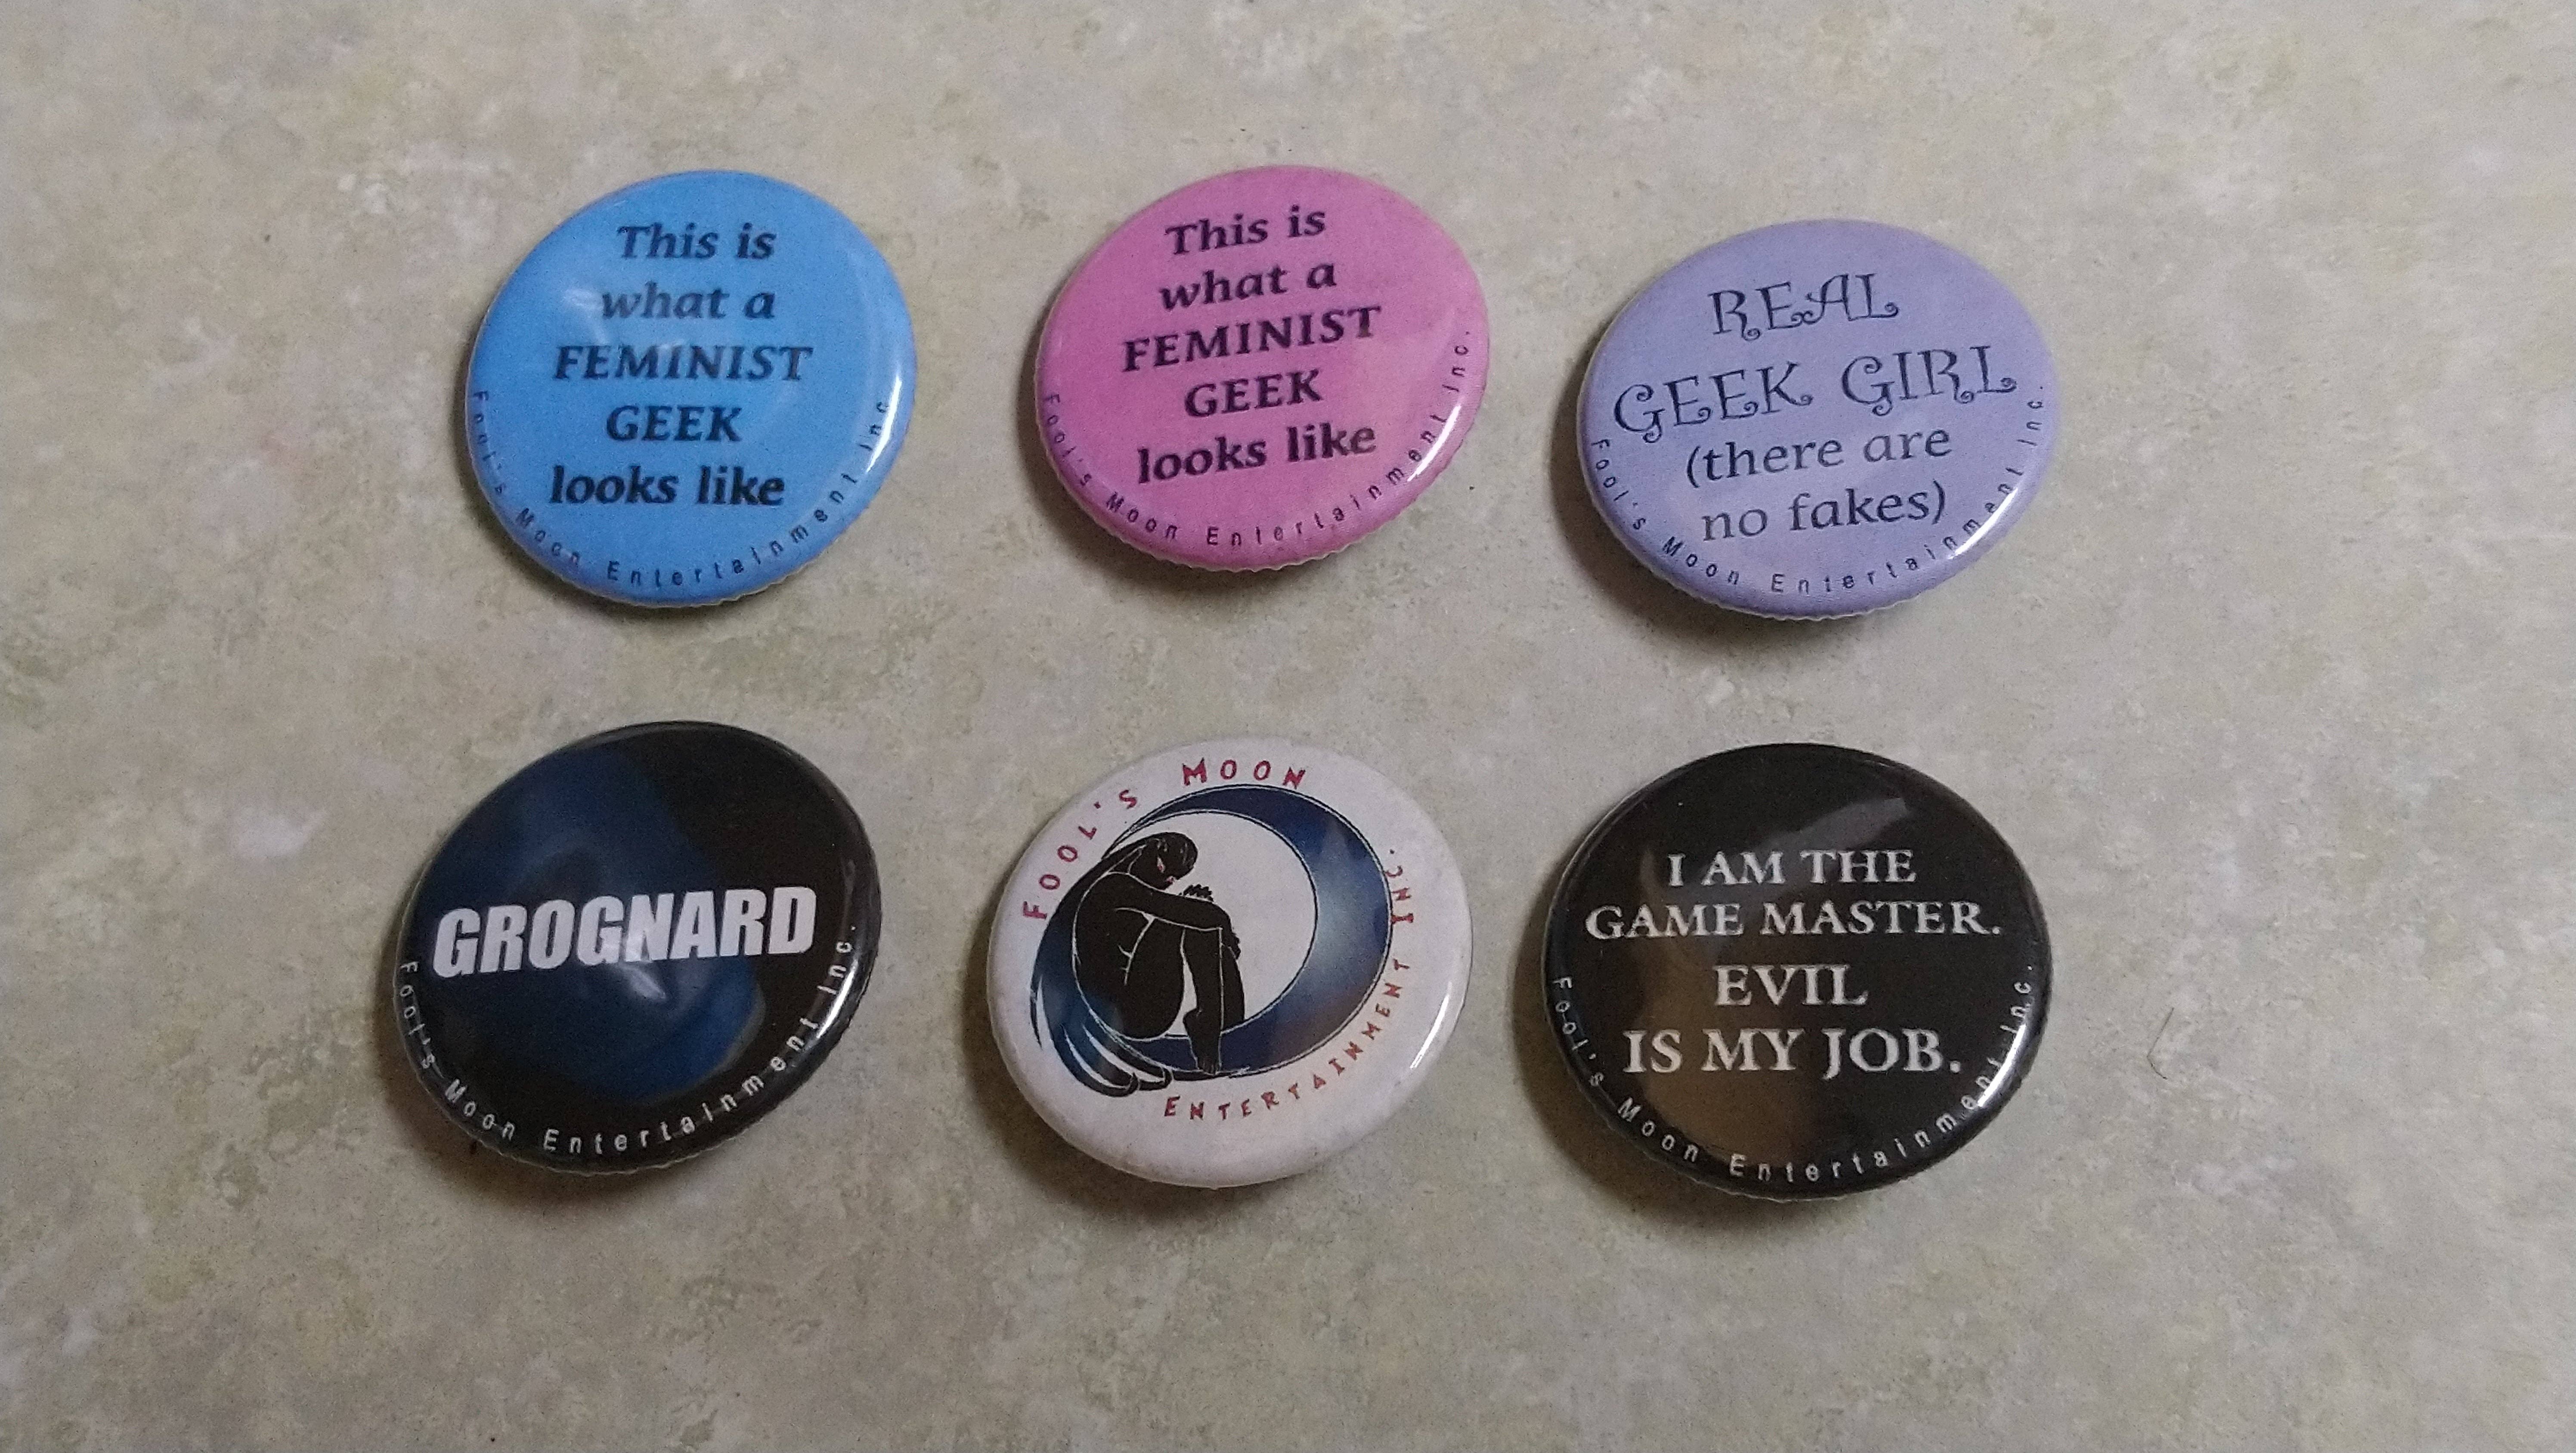 This is
what a
FEMINIST
GEEK
looks like
Fool's Moon Entertainment Inc.
This is
what a
FEMINIST
GEEK
looks like
Fool's Moon Entertainment Inc.
REAL
GEEK GIRL
(there are
no fakes)
Fool's Moon Entertainment Inc.
GROGNARD
Fool's Moon Entertainment Inc.
FOOL'S MOON
ENTERTAINMENT INC.
I AM THE
GAME MASTER.
EVIL
IS MY JOB.
Fool's Moon Entertainment Inc.